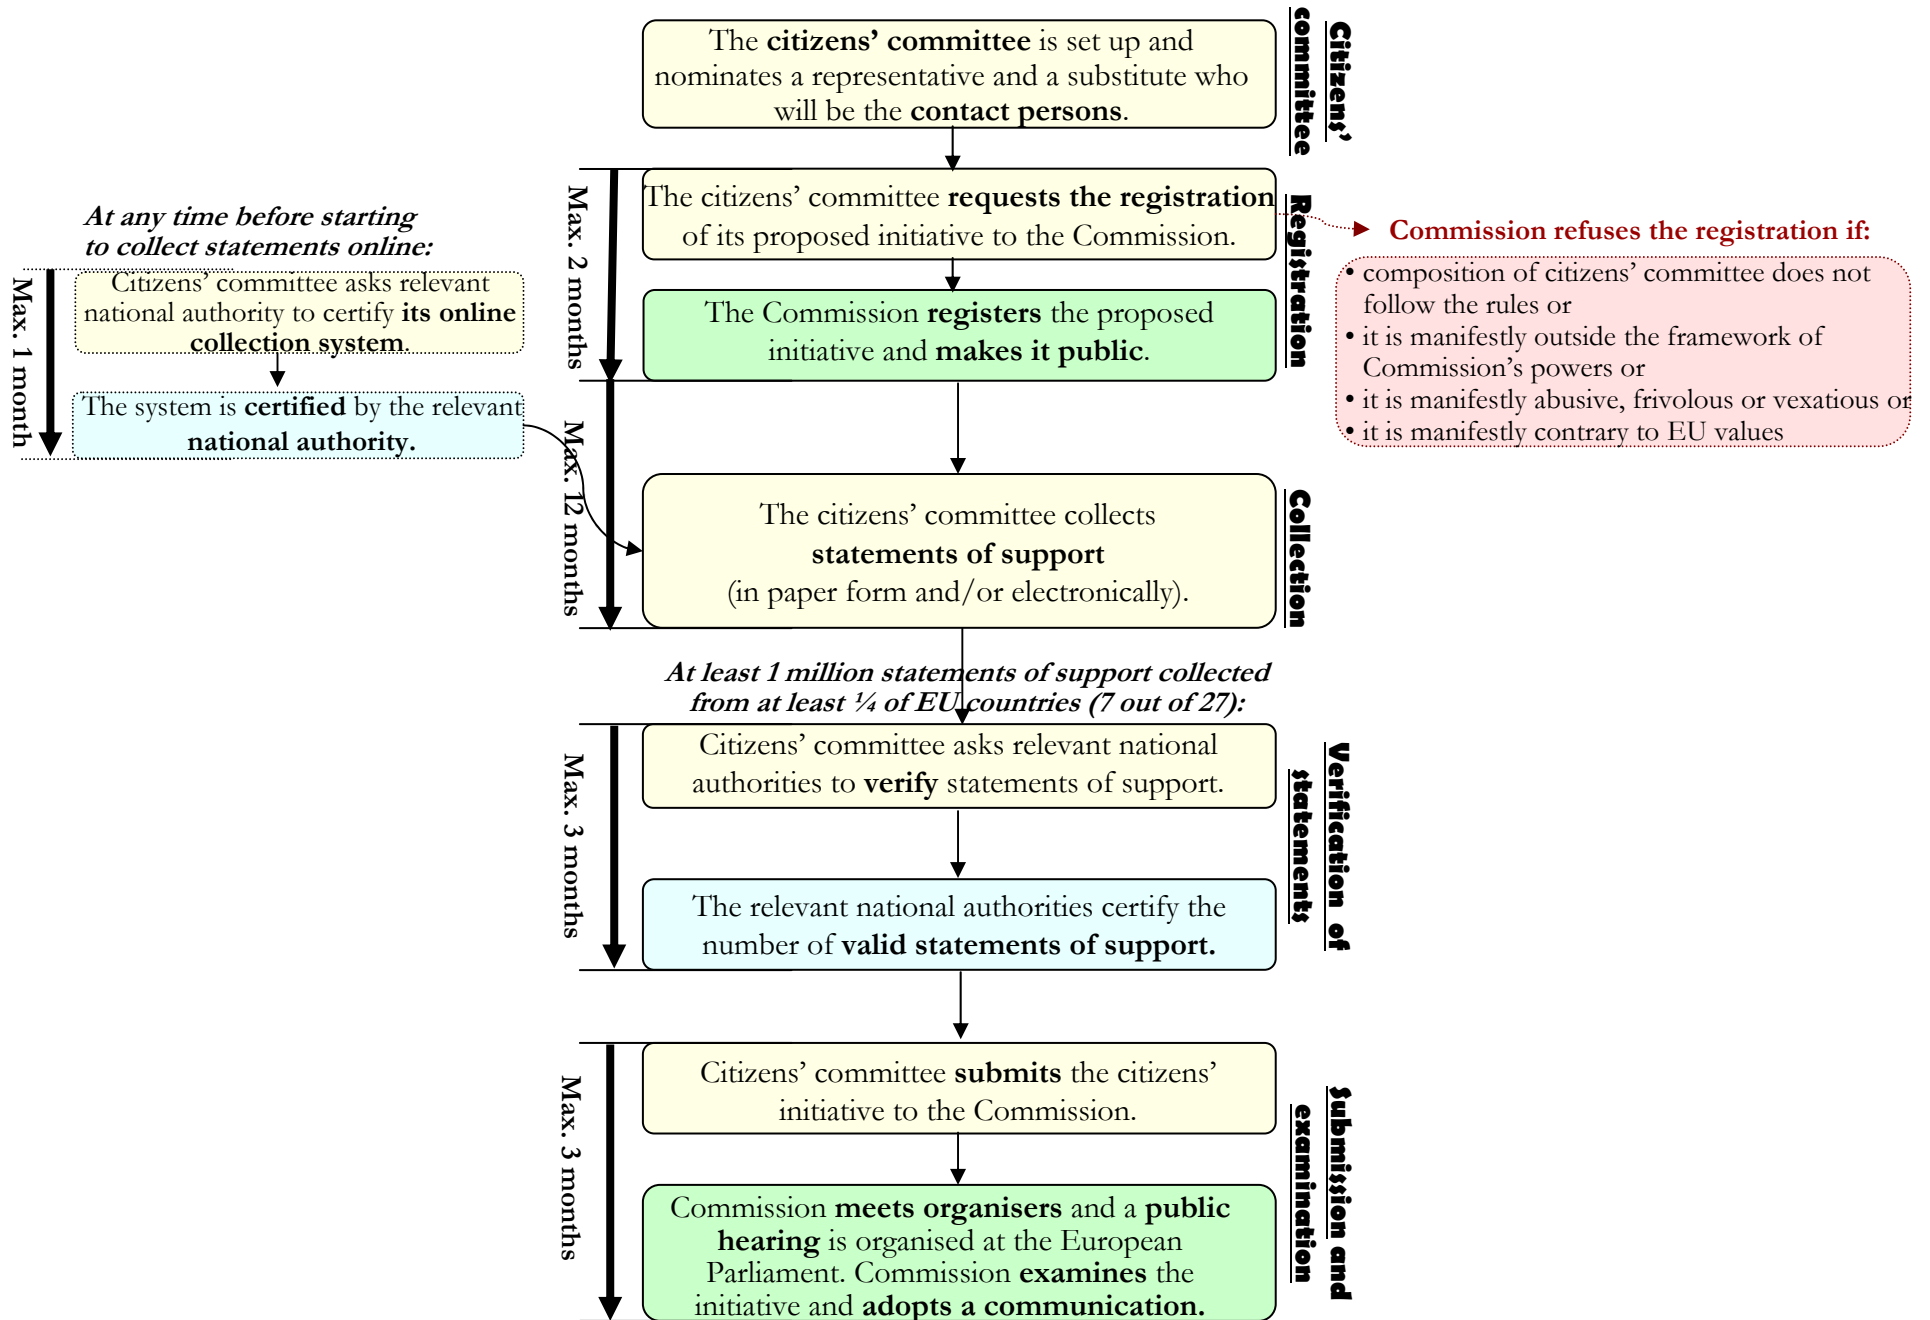 The citizens’ committee is set up and
nominates a representative and a substitute who
will be the contact persons.
Citizens’
committee
Max. 2 months
The citizens’ committee requests the registration
of its proposed initiative to the Commission.
The Commission registers the proposed
initiative and makes it public.
Registration
Commission refuses the registration if:
• composition of citizens’ committee does not
follow the rules or
• it is manifestly outside the framework of
Commission’s powers or
• it is manifestly abusive, frivolous or vexatious or
• it is manifestly contrary to EU values
At any time before starting
to collect statements online:
Max. 1 month
Citizens’ committee asks relevant
national authority to certify its online
collection system.
The system is certified by the relevant
national authority.
Max. 12 months
The citizens’ committee collects
statements of support
(in paper form and/or electronically).
Collection
At least 1 million statements of support collected
from at least ¼ of EU countries (7 out of 27):
Max. 3 months
Citizens’ committee asks relevant national
authorities to verify statements of support.
The relevant national authorities certify the
number of valid statements of support.
Verification of
statements
Max. 3 months
Citizens’ committee submits the citizens’
initiative to the Commission.
Commission meets organisers and a public
hearing is organised at the European
Parliament. Commission examines the
initiative and adopts a communication.
Submission and
examination